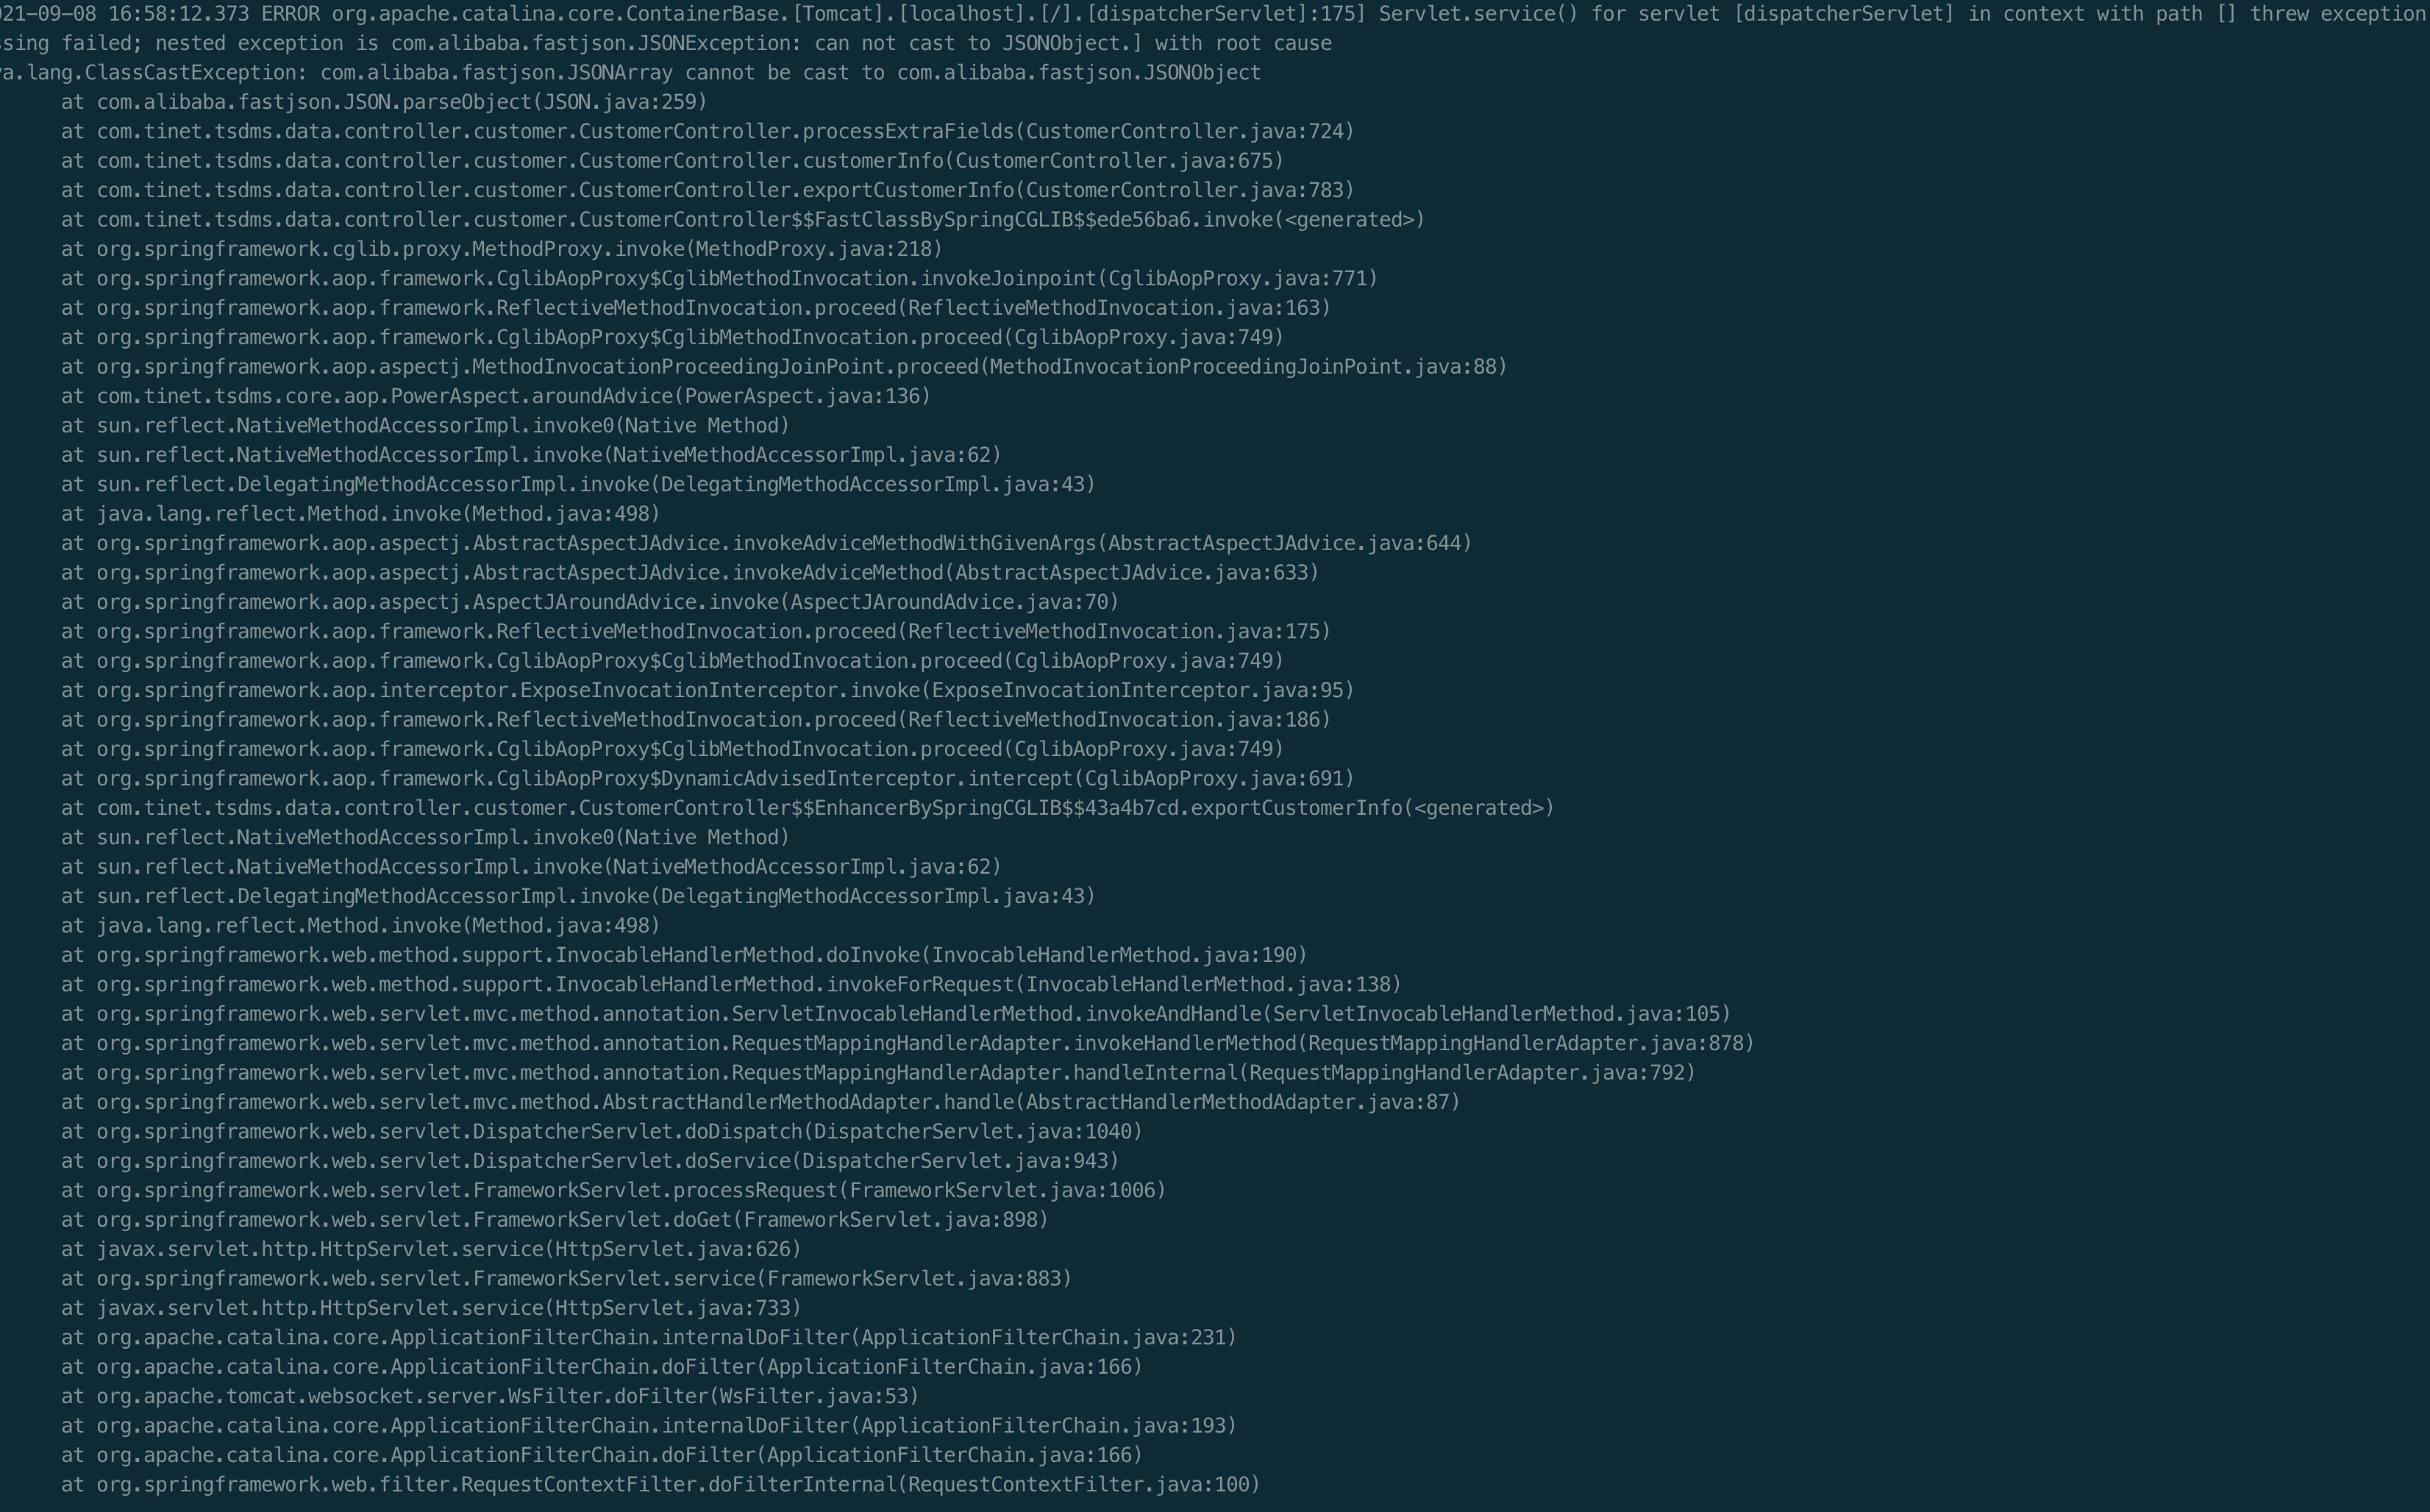 021-09-08 16:58:12.373 ERROR org.apache.catalina.core.ContainerBase.[Tomcat].[localhost].[/].[dispatcherServlet]:175] Servlet.service() for servlet [dispatcherServlet] in context with path [] threw exception
ssing failed; nested exception is com.alibaba.fastjson.JSONException: can not cast to JSONObject.] with root cause
va.lang.ClassCastException: com.alibaba.fastjson.JSONArray cannot be cast to com.alibaba.fastjson.JSONObject
at com.alibaba.fastjson.JSON.parseObject(JSON.java:259)
at com.tinet.tsdms.data.controller.customer.CustomerController.processExtraFields(CustomerController.java:724)
at com.tinet.tsdms.data.controller.customer.CustomerController.customerInfo(CustomerController.java:675)
at com.tinet.tsdms.data.controller.customer.CustomerController.exportCustomerInfo(CustomerController.java:783)
at com.tinet.tsdms.data.controller.customer.CustomerController$$FastClassBySpringCGLIB$$ede56ba6.invoke(<generated>)
at org.springframework.cglib.proxy.MethodProxy.invoke(MethodProxy.java:218)
at org.springframework.aop.framework.CglibAopProxy$CglibMethodInvocation.invokeJoinpoint(CglibAopProxy.java:771)
at org.springframework.aop.framework.ReflectiveMethodInvocation.proceed(ReflectiveMethodInvocation.java:163)
at org.springframework.aop.framework.CglibAopProxy$CglibMethodInvocation.proceed(CglibAopProxy.java:749)
at org.springframework.aop.aspectj.MethodInvocationProceedingJoinPoint.proceed(MethodInvocationProceedingJoinPoint.java:88)
at com.tinet.tsdms.core.aop.PowerAspect.aroundAdvice(PowerAspect.java:136)
at sun.reflect.NativeMethodAccessorImpl.invoke0(Native Method)
at sun.reflect.NativeMethodAccessorImpl.invoke(NativeMethodAccessorImpl.java:62)
at sun.reflect.DelegatingMethodAccessorImpl.invoke(DelegatingMethodAccessorImpl.java:43)
at java.lang.reflect.Method.invoke(Method.java:498)
at org.springframework.aop.aspectj.AbstractAspectJAdvice.invokeAdviceMethodWithGivenArgs(AbstractAspectJAdvice.java:644)
at org.springframework.aop.aspectj.AbstractAspectJAdvice.invokeAdviceMethod(AbstractAspectJAdvice.java:633)
at org.springframework.aop.aspectj.AspectJAroundAdvice.invoke(AspectJAroundAdvice.java:70)
at org.springframework.aop.framework.ReflectiveMethodInvocation.proceed(ReflectiveMethodInvocation.java:175)
at org.springframework.aop.framework.CglibAopProxy$CglibMethodInvocation.proceed(CglibAopProxy.java:749)
at org.springframework.aop.interceptor.ExposeInvocationInterceptor.invoke(ExposeInvocationInterceptor.java:95)
at org.springframework.aop.framework.ReflectiveMethodInvocation.proceed(ReflectiveMethodInvocation.java:186)
at org.springframework.aop.framework.CglibAopProxy$CglibMethodInvocation.proceed(CglibAopProxy.java:749)
at org.springframework.aop.framework.CglibAopProxy$DynamicAdvisedInterceptor.intercept(CglibAopProxy.java:691)
at com.tinet.tsdms.data.controller.customer.CustomerController$$EnhancerBySpringCGLIB$$43a4b7cd.exportCustomerInfo(<generated>)
at sun.reflect.NativeMethodAccessorImpl.invoke0(Native Method)
at sun.reflect.NativeMethodAccessorImpl.invoke(NativeMethodAccessorImpl.java:62)
at sun.reflect.DelegatingMethodAccessorImpl.invoke(DelegatingMethodAccessorImpl.java:43)
at java.lang.reflect.Method.invoke(Method.java:498)
at org.springframework.web.method.support.InvocableHandlerMethod.doInvoke(InvocableHandlerMethod.java:190)
at org.springframework.web.method.support.InvocableHandlerMethod.invokeForRequest(InvocableHandlerMethod.java:138)
at org.springframework.web.servlet.mvc.method.annotation.ServletInvocableHandlerMethod.invokeAndHandle(ServletInvocableHandlerMethod.java:105)
at org.springframework.web.servlet.mvc.method.annotation.RequestMappingHandlerAdapter.invokeHandlerMethod(RequestMappingHandlerAdapter.java:878)
at org.springframework.web.servlet.mvc.method.annotation.RequestMappingHandlerAdapter.handleInternal(RequestMappingHandlerAdapter.java:792)
at org.springframework.web.servlet.mvc.method.AbstractHandlerMethodAdapter.handle(AbstractHandlerMethodAdapter.java:87)
at org.springframework.web.servlet.DispatcherServlet.doDispatch(DispatcherServlet.java:1040)
at org.springframework.web.servlet.DispatcherServlet.doService(DispatcherServlet.java:943)
at org.springframework.web.servlet.FrameworkServlet.processRequest(FrameworkServlet.java:1006)
at org.springframework.web.servlet.FrameworkServlet.doGet(FrameworkServlet.java:898)
at javax.servlet.http.HttpServlet.service(HttpServlet.java:626)
at org.springframework.web.servlet.FrameworkServlet.service(FrameworkServlet.java:883)
at javax.servlet.http.HttpServlet.service(HttpServlet.java:733)
at org.apache.catalina.core.ApplicationFilterChain.internalDoFilter(ApplicationFilterChain.java:231)
at org.apache.catalina.core.ApplicationFilterChain.doFilter(ApplicationFilterChain.java:166)
at org.apache.tomcat.websocket.server.WsFilter.doFilter(WsFilter.java:53)
at org.apache.catalina.core.ApplicationFilterChain.internalDoFilter(ApplicationFilterChain.java:193)
at org.apache.catalina.core.ApplicationFilterChain.doFilter(ApplicationFilterChain.java:166)
at org.springframework.web.filter.RequestContextFilter.doFilterInternal(RequestContextFilter.java:100)